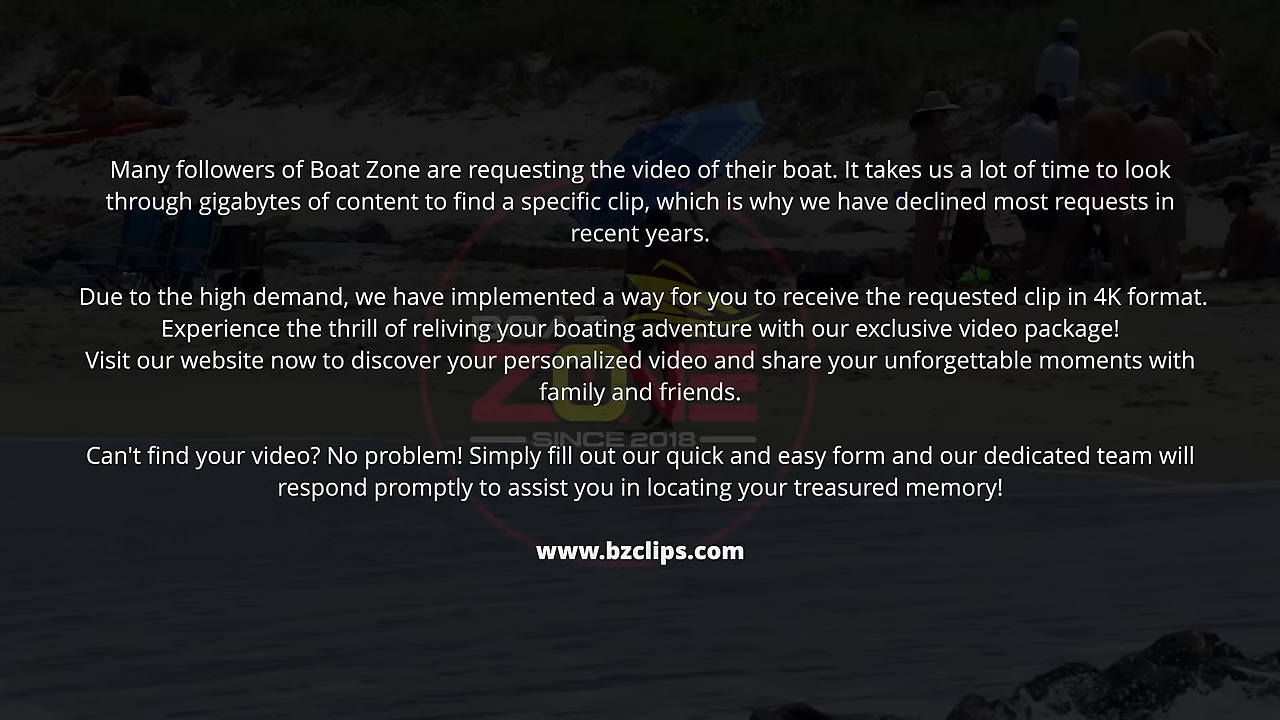 Many followers of Boat Zone are requesting the video of their boat. It takes us a lot of time to look
through gigabytes of content to find a specific clip, which is why we have declined most requests in
recent years.
Due to the high demand, we have implemented a way for you to receive the requested clip in 4K format.
Experience the thrill of reliving your boating adventure with our exclusive video package!
Visit our website now to discover your personalized video and share your unforgettable moments with
family and friends.
Can't find your video? No problem! Simply fill out our quick and easy form and our dedicated team will
respond promptly to assist you in locating your treasured memory!
www.bzclips.com
BOAT
ZONE
SINCE 2018